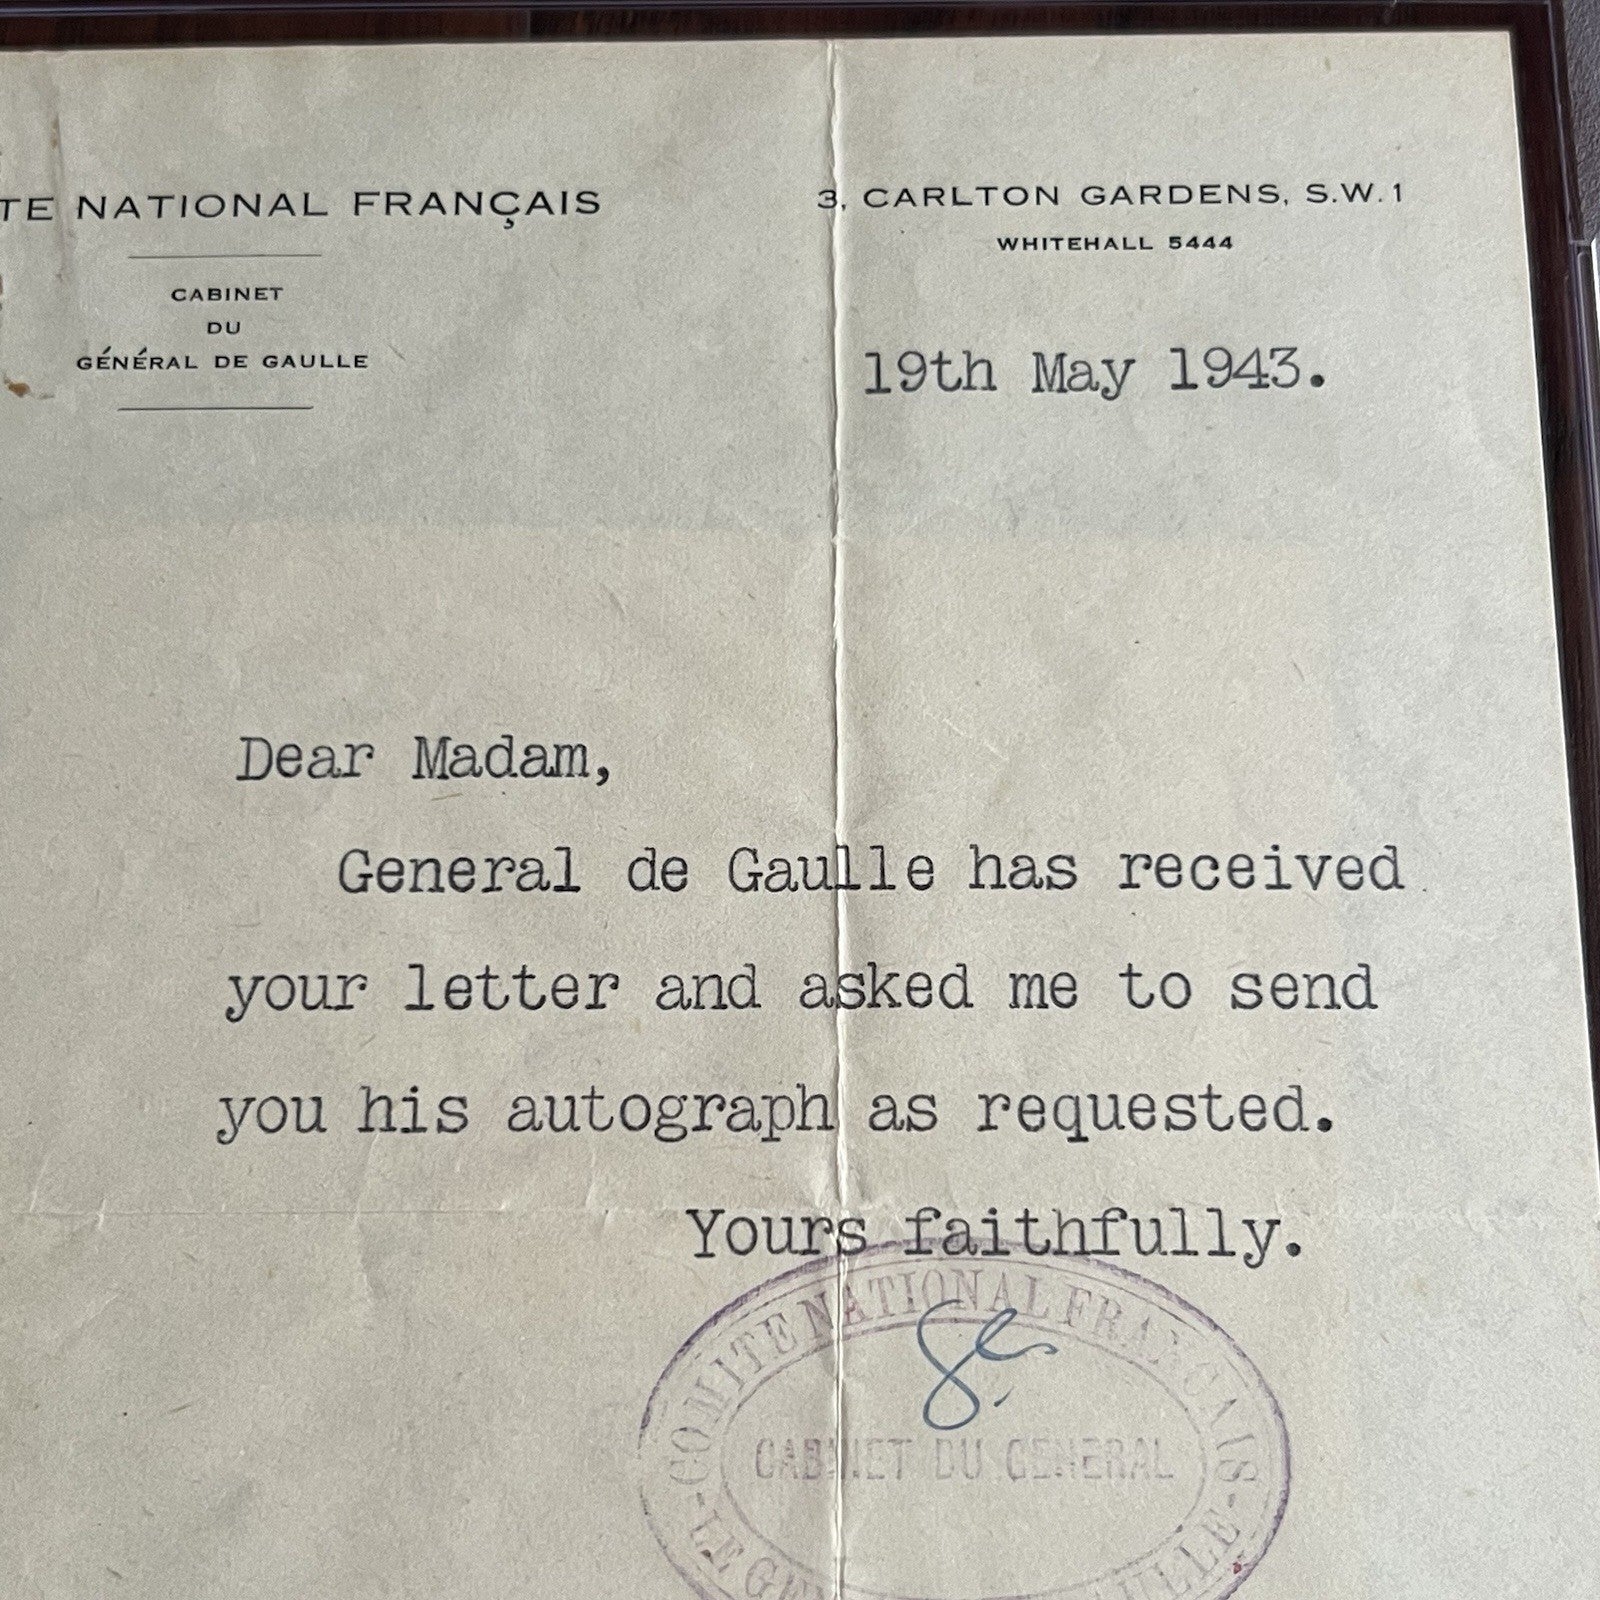 TE NATIONAL FRANÇAIS
CABINET
DU
GÉNÉRAL DE GAULLE
3, CARLTON GARDENS, S.W.1
WHITEHALL 5444
19th May 1943.
Dear Madam,
General de Gaulle has received
your letter and asked me to send
you his autograph as requested.
Yours faithfully.
COMITE NATIONAL FRANCAIS
CABINET DU GENERAL